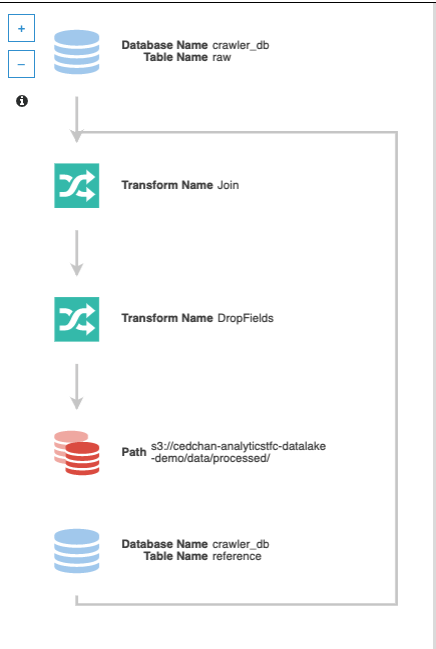 +
Database Name crawler_db
Table Name raw
–
i
Transform Name Join
Transform Name DropFields
Path s3://cedchan-analyticstfc-datalake
-demo/data/processed/
Database Name crawler_db
Table Name reference